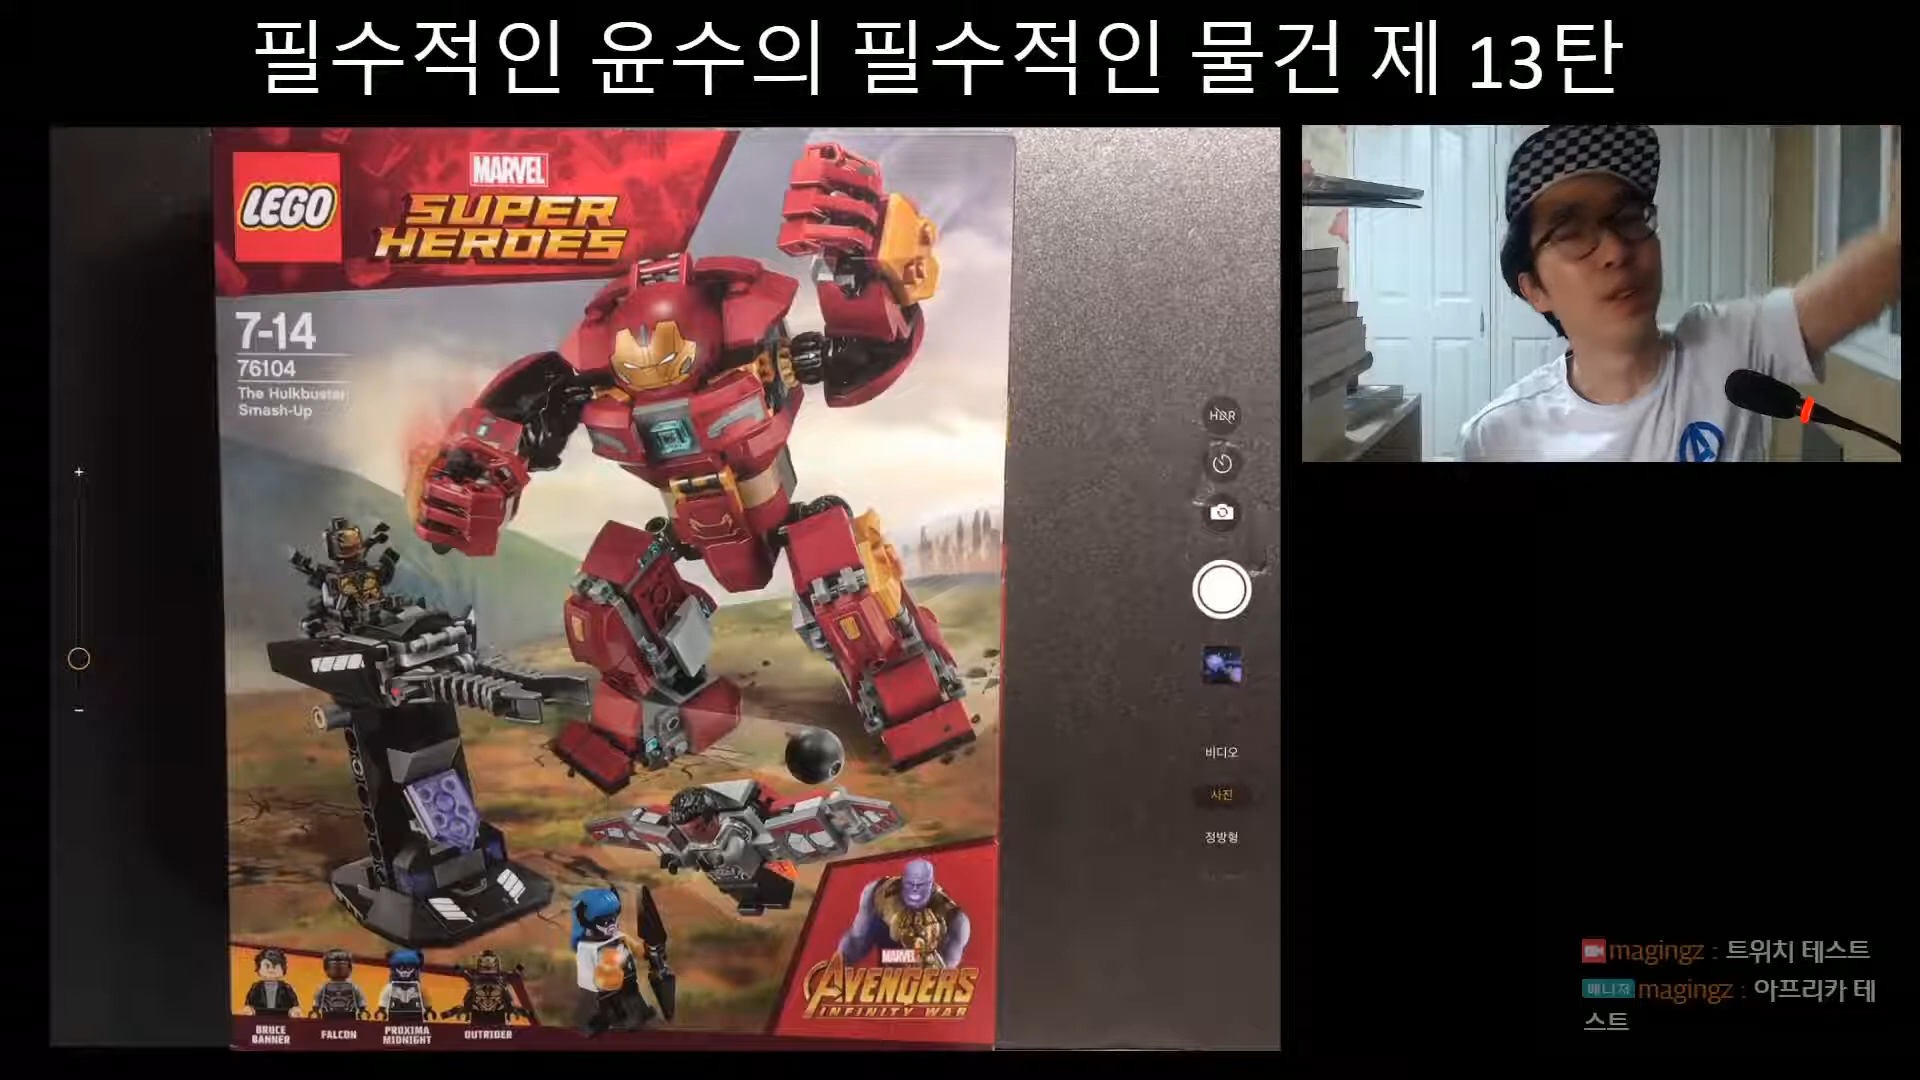 필수적인 윤수의 필수적인 물건 제 13탄
LEGO
MARVEL
SUPER
HEROES
7-14
76104
The Hulkbuster
Smash-Up
HDR
비디오
사진
정방형
MARVEL
AVENGERS
INFINITY WAR
BRUCE
BANNER
FALCON
PROXIMA
MIDNIGHT
OUTRIDER
magingz : 트위치 테스트
매니저 magingz : 아프리카 테
스트